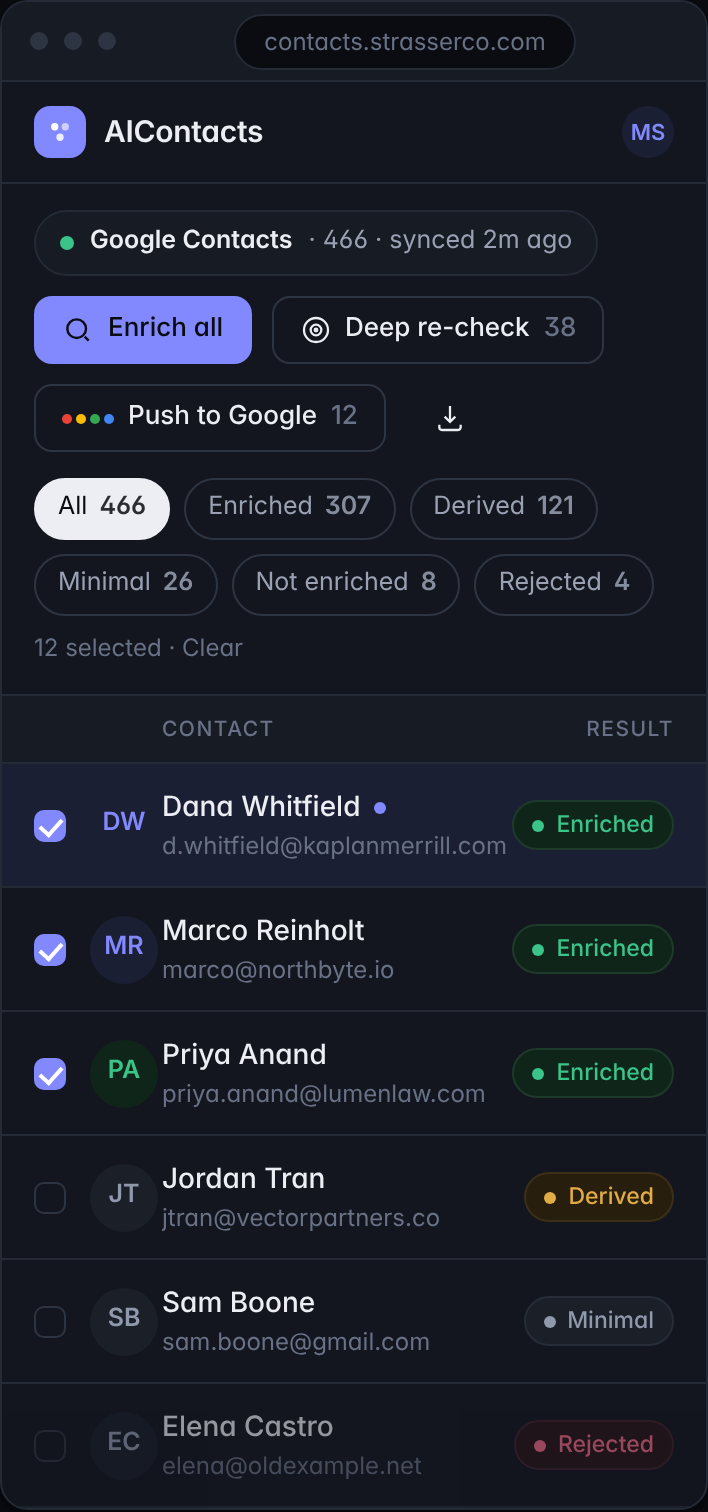 contacts.strasserco.com
AIContacts
MS
Google Contacts · 466 · synced 2m ago
Enrich all
Deep re-check 38
Push to Google 12
All 466
Enriched 307
Derived 121
Minimal 26
Not enriched 8
Rejected 4
12 selected · Clear
CONTACT
RESULT
DW
Dana Whitfield
d.whitfield@kaplanmerrill.com
Enriched
MR
Marco Reinholt
marco@northbyte.io
Enriched
PA
Priya Anand
priya.anand@lumenlaw.com
Enriched
JT
Jordan Tran
jtran@vectorpartners.co
Derived
SB
Sam Boone
sam.boone@gmail.com
Minimal
EC
Elena Castro
elena@oldexample.net
Rejected